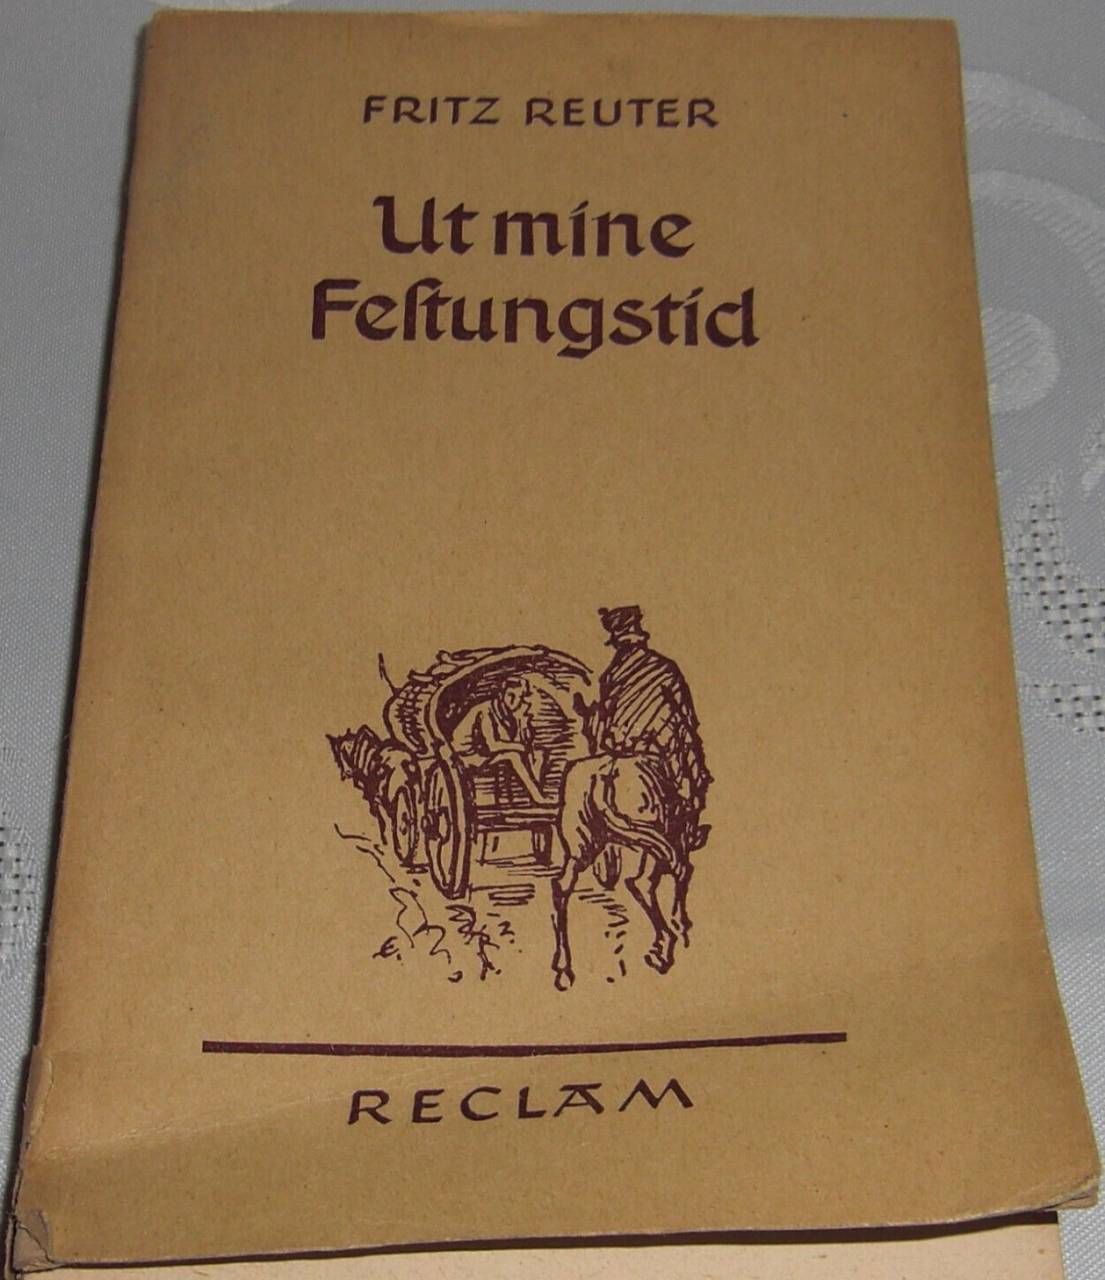 FRITZ REUTER
Ut mine
Feſtungstid
RECLAM